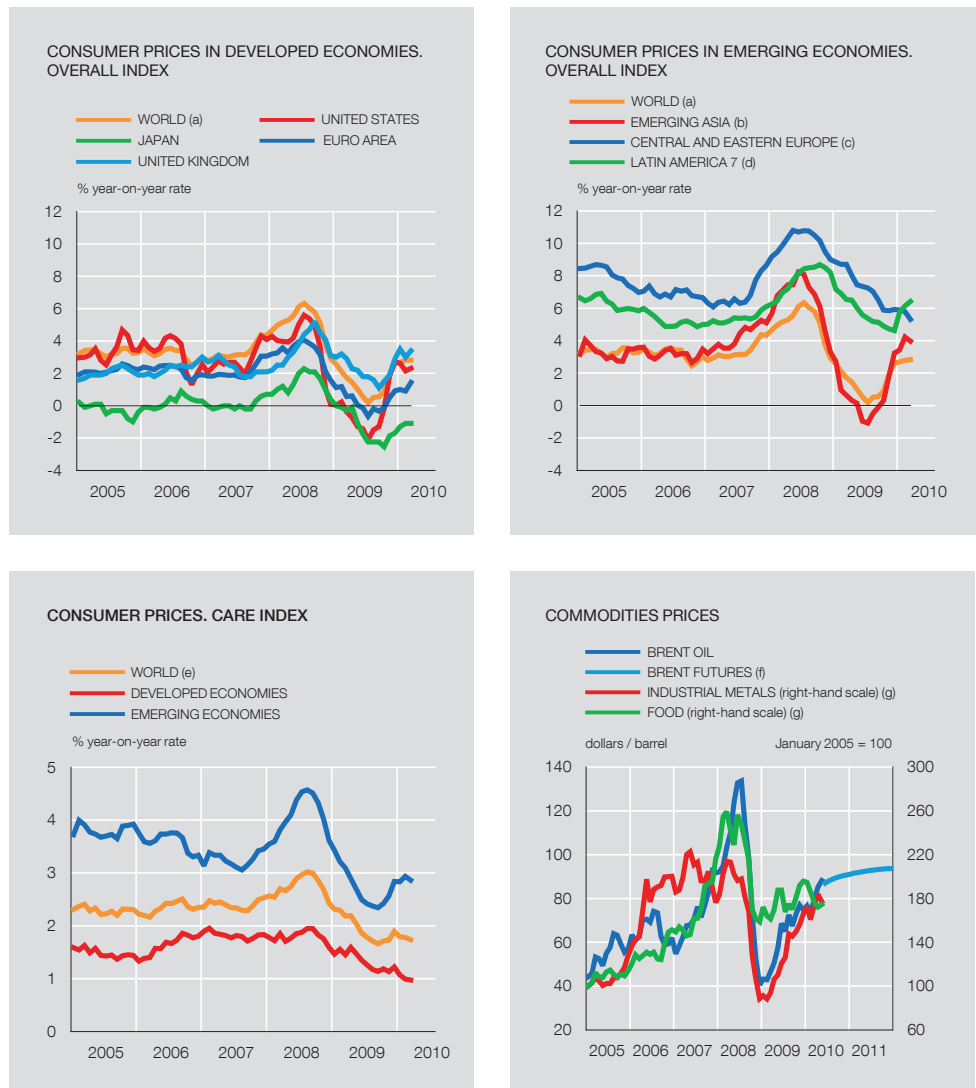 CONSUMER PRICES IN DEVELOPED ECONOMIES.
OVERALL INDEX
WORLD (a)
UNITED STATES
JAPAN
EURO AREA
UNITED KINGDOM
% year-on-year rate
12
10
8
6
4
2
0
-2
-4
2005 2006 2007 2008 2009 2010
CONSUMER PRICES IN EMERGING ECONOMIES.
OVERALL INDEX
WORLD (a)
EMERGING ASIA (b)
CENTRAL AND EASTERN EUROPE (c)
LATIN AMERICA 7 (d)
% year-on-year rate
12
10
8
6
4
2
0
-2
-4
2005 2006 2007 2008 2009 2010
CONSUMER PRICES. CARE INDEX
WORLD (e)
DEVELOPED ECONOMIES
EMERGING ECONOMIES
% year-on-year rate
5
4
3
2
1
0
2005 2006 2007 2008 2009 2010
COMMODITIES PRICES
BRENT OIL
BRENT FUTURES (f)
INDUSTRIAL METALS (right-hand scale) (g)
FOOD (right-hand scale) (g)
dollars / barrel January 2005 = 100
140 300
120 260
100 220
80 180
60 140
40 100
20 60
2005 2006 2007 2008 2009 2010 2011